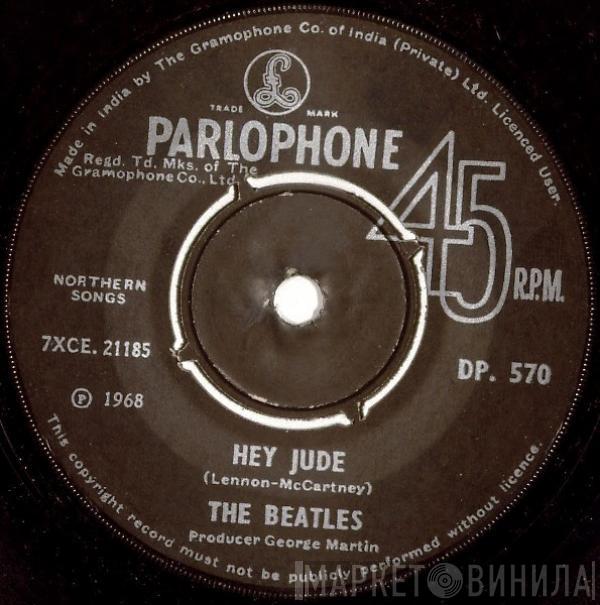 Made in India by The Gramophone Co. of India (Private) Ltd. Licenced User.
£
TRADE MARK
PARLOPHONE
Regd. Td. Mks. of The
Gramophone Co., Ltd.
45
R.P.M.
NORTHERN
SONGS
7XCE. 21185
DP. 570
Ⓟ 1968
HEY JUDE
(Lennon-McCartney)
THE BEATLES
Producer George Martin
This copyright record must not be publicly performed without licence.
МАРКЕТ ВИНИЛА